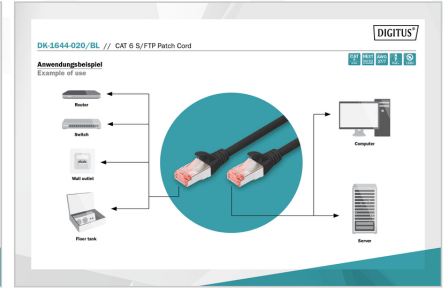 DIGITUS®
DK-1644-020/BL // CAT 6 S/FTP Patch Cord
Anwendungsbeispiel
Example of use
CAT
Router
Switch
Wall outlet
Floor tank
Computer
Server